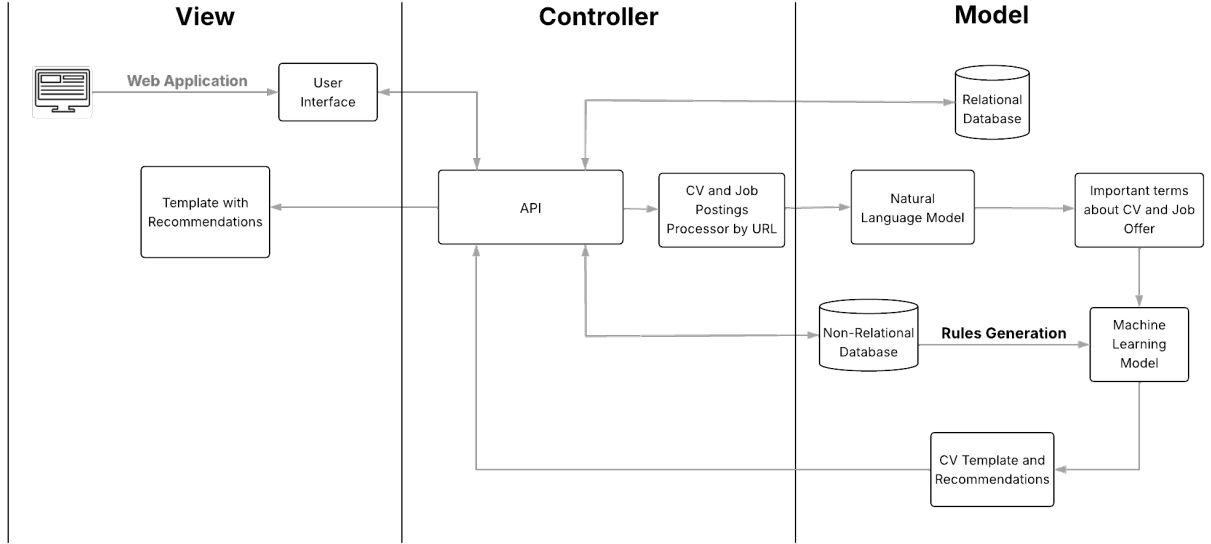 View
Controller
Model
Web Application
User
Interface
Relational
Database
Template with
Recommendations
API
CV and Job
Postings
Processor by URL
Natural
Language Model
Important terms
about CV and Job
Offer
Non-Relational
Database
Rules Generation
Machine
Learning
Model
CV Template and
Recommendations